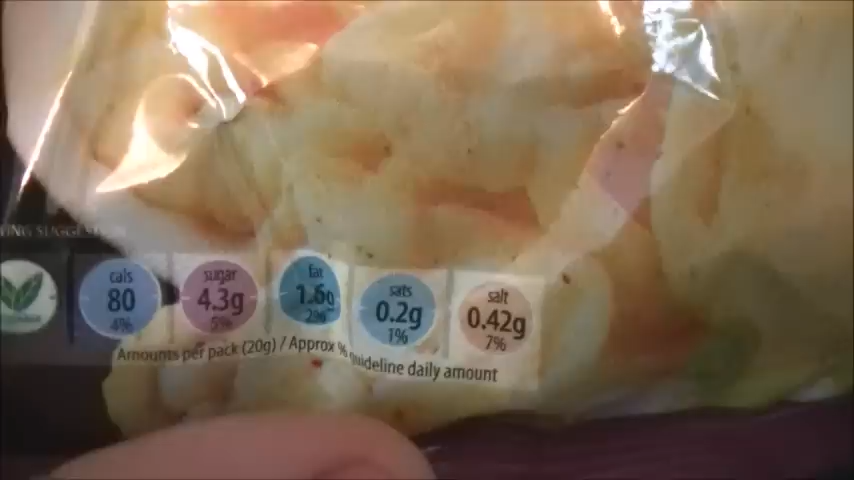 SUGGESTION
cals sugar fat sats salt
80 4.3g 1.6g 0.2g 0.42g
4% 5% 2% 1% 7%
Amounts per pack (20g) / Approx % guideline daily amount